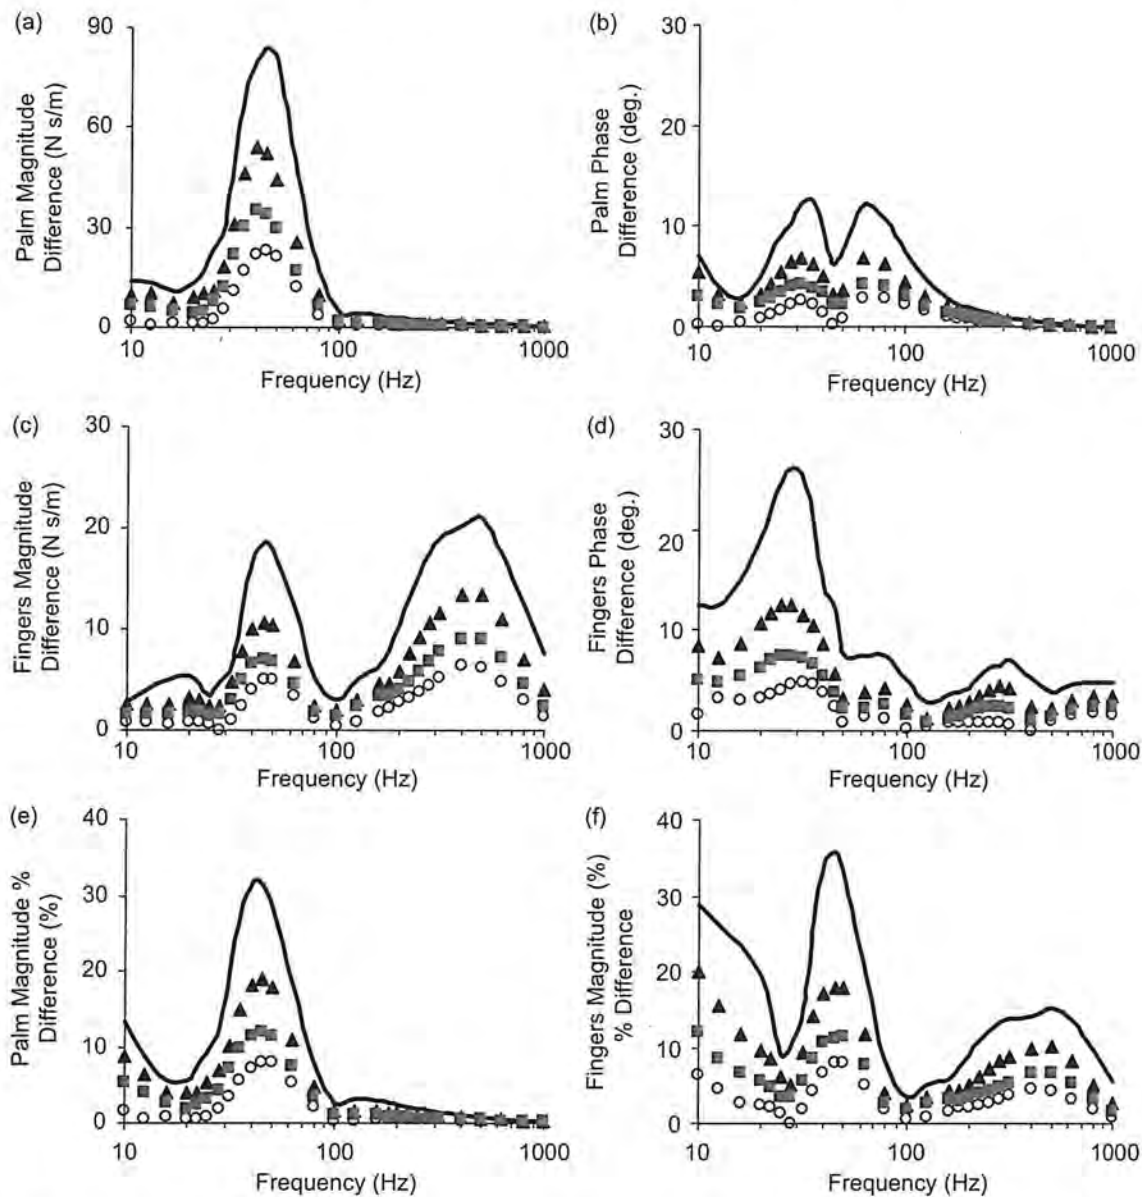 (a)
90
60
30
0
Palm Magnitude
Difference (N s/m)
10
100
1000
Frequency (Hz)
(b)
30
20
10
0
Palm Phase
Difference (deg.)
10
100
1000
Frequency (Hz)
(c)
30
20
10
0
Fingers Magnitude
Difference (N s/m)
10
100
1000
Frequency (Hz)
(d)
30
20
10
0
Fingers Phase
Difference (deg.)
10
100
1000
Frequency (Hz)
(e)
40
30
20
10
0
Palm Magnitude %
Difference (%)
10
100
1000
Frequency (Hz)
(f)
40
30
20
10
0
Fingers Magnitude (%)
% Difference
10
100
1000
Frequency (Hz)